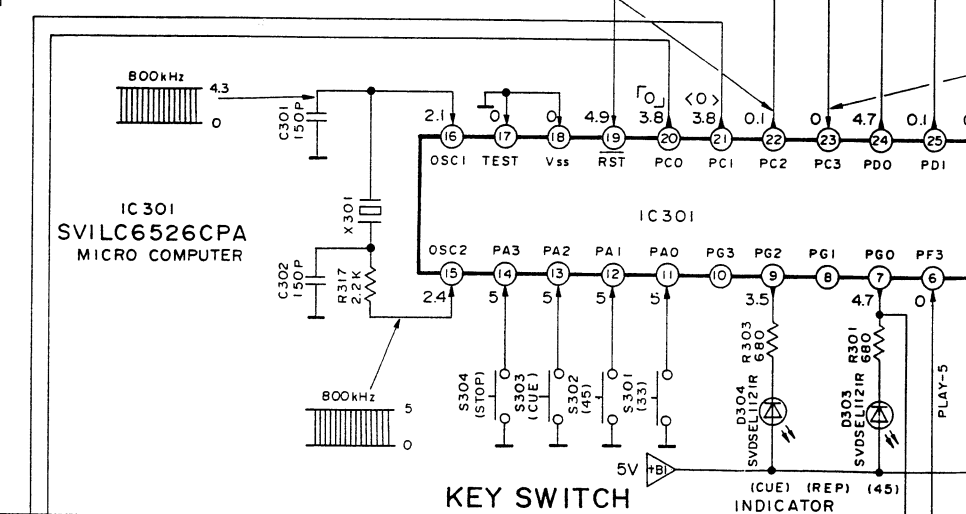 800kHz
4.3
0
C301
150P
2.1
0
0
4.9
「0」
3.8
<0>
3.8
0.1
0
4.7
0.1
16
17
18
19
20
21
22
23
24
25
OSC1
TEST
Vss
RST
PC0
PC1
PC2
PC3
PD0
PD1
X301
IC301
SVILC6526CPA
MICRO COMPUTER
IC301
C302
150P
R317
2.2K
OSC2
PA3
PA2
PA1
PA0
PG3
PG2
PG1
PG0
PF3
15
14
13
12
11
10
9
8
7
6
2.4
5
5
5
5
3.5
4.7
0
R303
680
R301
680
800kHz
5
0
S304
(STOP)
S303
(CUE)
S302
(45)
S301
(33)
D304
SVDSEL1121R
D303
SVDSEL1121R
PLAY-5
5V
+B1
KEY SWITCH
(CUE) (REP) (45)
INDICATOR